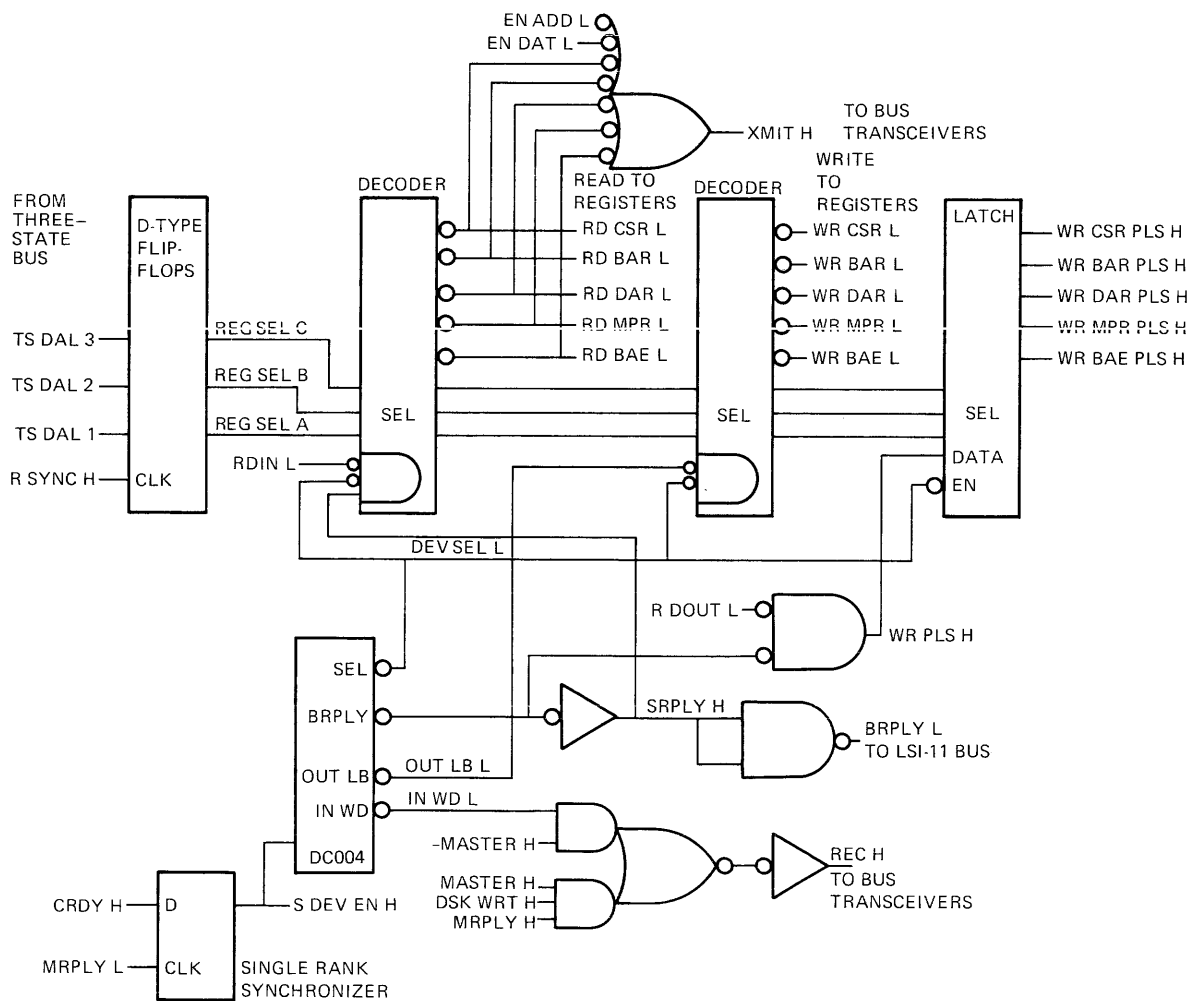 EN ADD L
EN DAT L
XMIT H
TO BUS
TRANSCEIVERS
FROM
THREE-
STATE
BUS
D-TYPE
FLIP-
FLOPS
TS DAL 3
TS DAL 2
TS DAL 1
R SYNC H
CLK
REG SEL C
REG SEL B
REG SEL A
DECODER
SEL
RDIN L
READ TO
REGISTERS
RD CSR L
RD BAR L
RD DAR L
RD MPR L
RD BAE L
DECODER
SEL
WRITE
TO
REGISTERS
WR CSR L
WR BAR L
WR DAR L
WR MPR L
WR BAE L
LATCH
SEL
DATA
EN
WR CSR PLS H
WR BAR PLS H
WR DAR PLS H
WR MPR PLS H
WR BAE PLS H
DEV SEL L
R DOUT L
WR PLS H
SEL
BRPLY
OUT LB
IN WD
DC004
OUT LB L
IN WD L
SRPLY H
BRPLY L
TO LSI-11 BUS
-MASTER H
MASTER H
DSK WRT H
MRPLY H
REC H
TO BUS
TRANSCEIVERS
CRDY H
D
S DEV EN H
MRPLY L
CLK
SINGLE RANK
SYNCHRONIZER